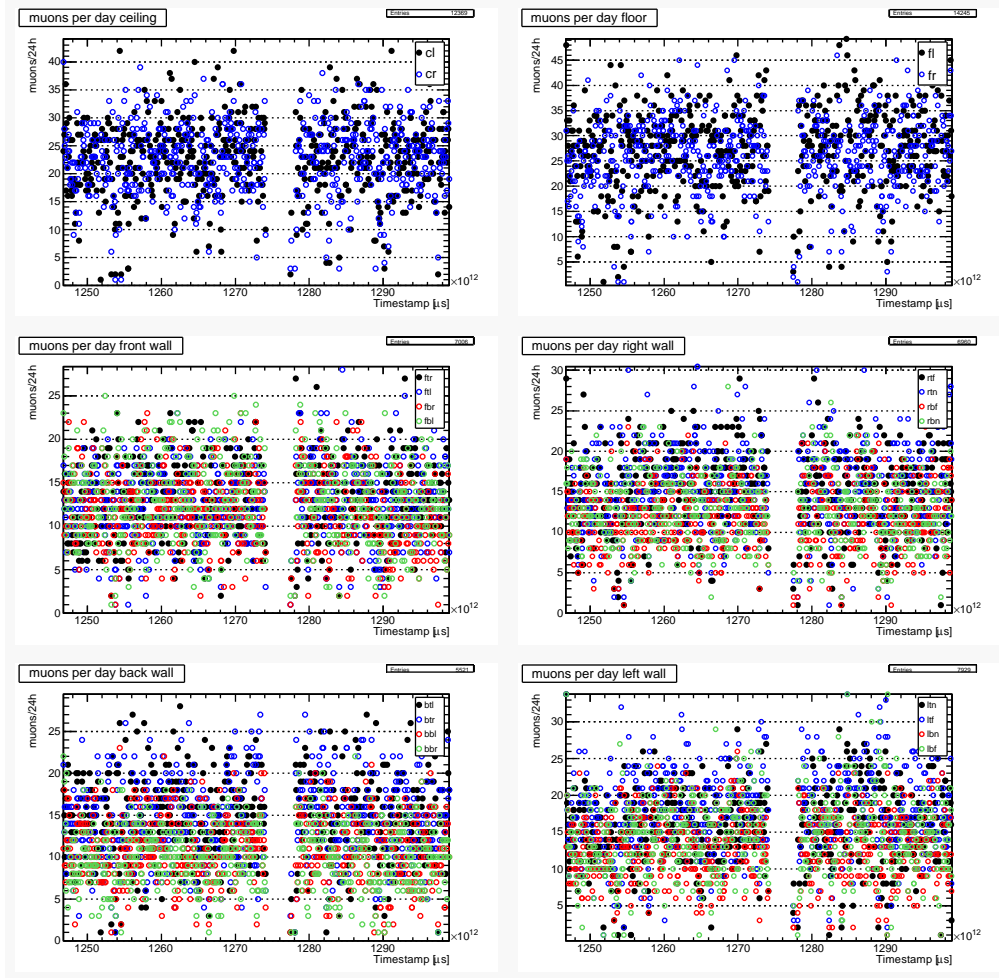 muons per day ceiling
Entries 12369
muons/24h
40
35
30
25
20
15
10
5
0
cl
cr
1250 1260 1270 1280 1290
×10¹²
Timestamp [μs]
muons per day floor
Entries 14245
muons/24h
45
40
35
30
25
20
15
10
5
fl
fr
1250 1260 1270 1280 1290
×10¹²
Timestamp [μs]
muons per day front wall
Entries 7006
muons/24h
25
20
15
10
5
0
ftr
ftl
fbr
fbl
1250 1260 1270 1280 1290
×10¹²
Timestamp [μs]
muons per day right wall
Entries 6960
muons/24h
30
25
20
15
10
5
0
rtf
rtn
rbf
rbn
1250 1260 1270 1280 1290
×10¹²
Timestamp [μs]
muons per day back wall
Entries 5521
muons/24h
25
20
15
10
5
0
btl
btr
bbl
bbr
1250 1260 1270 1280 1290
×10¹²
Timestamp [μs]
muons per day left wall
Entries 7929
muons/24h
30
25
20
15
10
5
ltn
ltf
lbn
lbf
1250 1260 1270 1280 1290
×10¹²
Timestamp [μs]